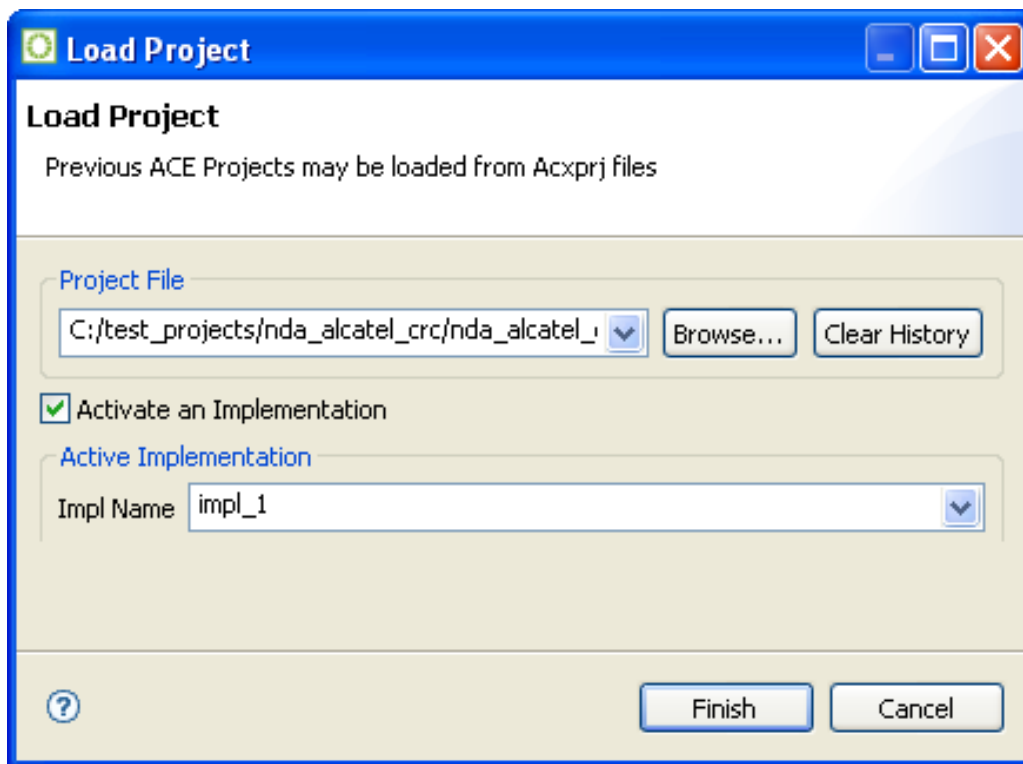 Load Project
Load Project
Previous ACE Projects may be loaded from Acxprj files
Project File
C:/test_projects/nda_alcatel_crc/nda_alcatel_
Browse...
Clear History
Activate an Implementation
Active Implementation
Impl Name
impl_1
?
Finish
Cancel